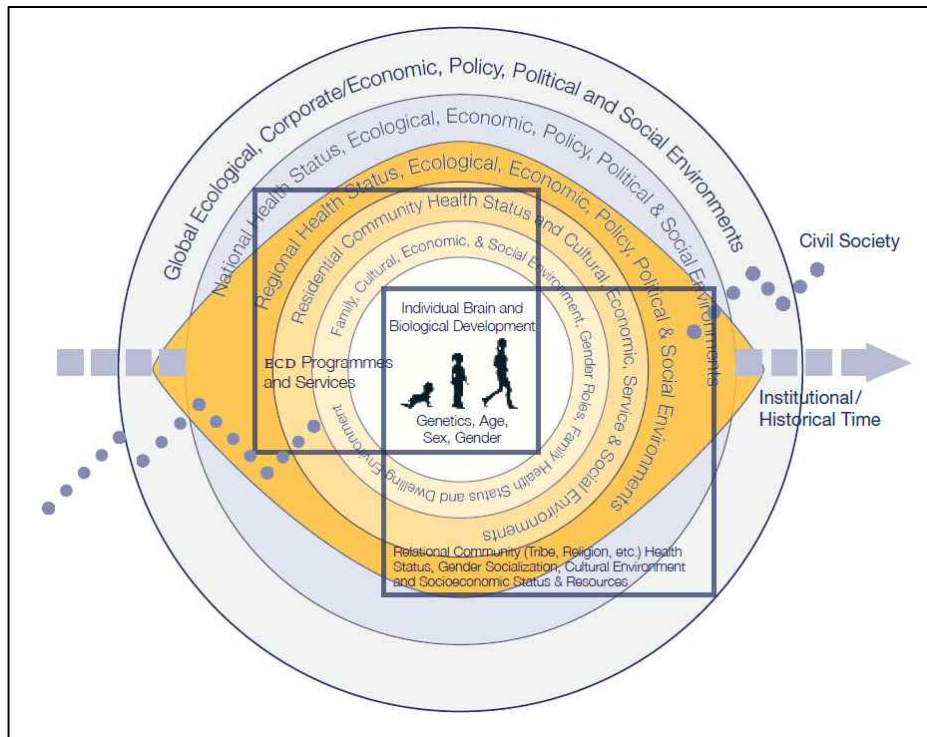 Global Ecological, Corporate/Economic, Policy, Political and Social Environments
National Health Status, Ecological, Economic, Policy, Political & Social Environments
Regional Health Status, Ecological, Economic, Policy, Political & Social Environments
Residential Community Health Status and Cultural, Economic, Service & Social Environments
Family, Cultural, Economic, & Social Environment, Gender Roles, Family Health Status and Dwelling Environment
Civil Society
Individual Brain and
Biological Development
ECD Programmes
and Services
Genetics, Age,
Sex, Gender
Institutional /
Historical Time
Relational Community (Tribe, Religion, etc.) Health
Status, Gender Socialization, Cultural Environment
and Socioeconomic Status & Resources